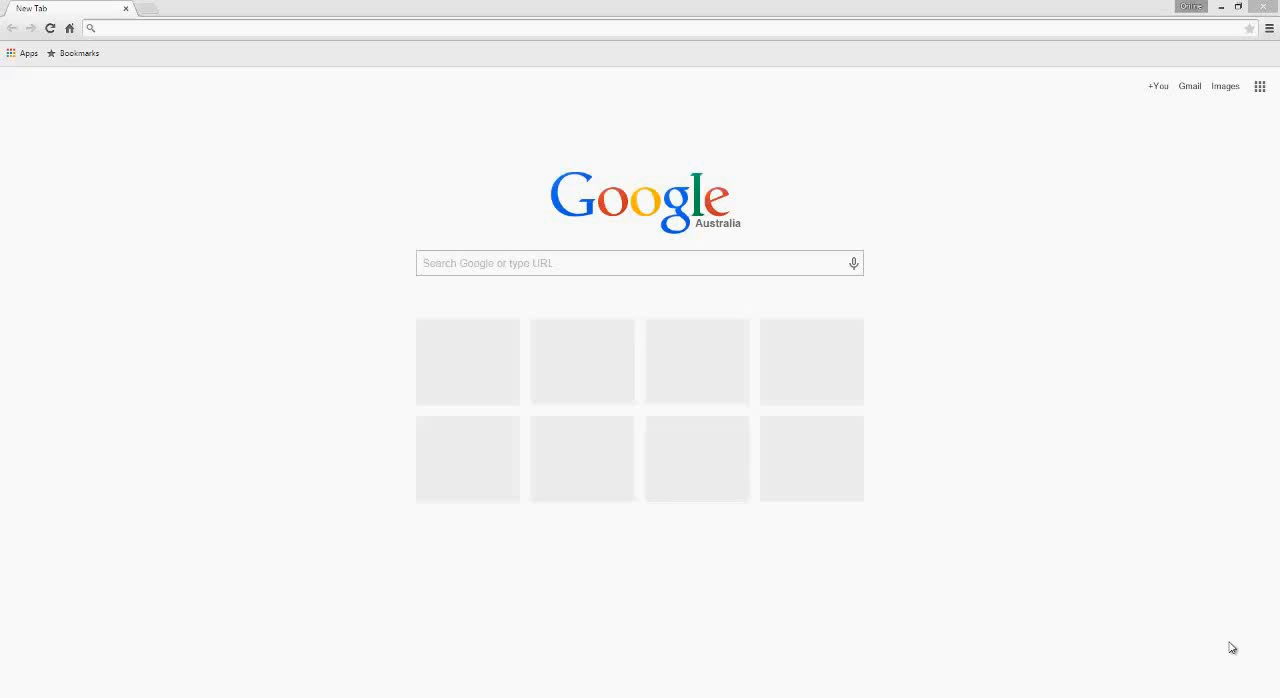 New Tab
Apps
Bookmarks
+You
Gmail
Images
Google
Australia
Search Google or type URL